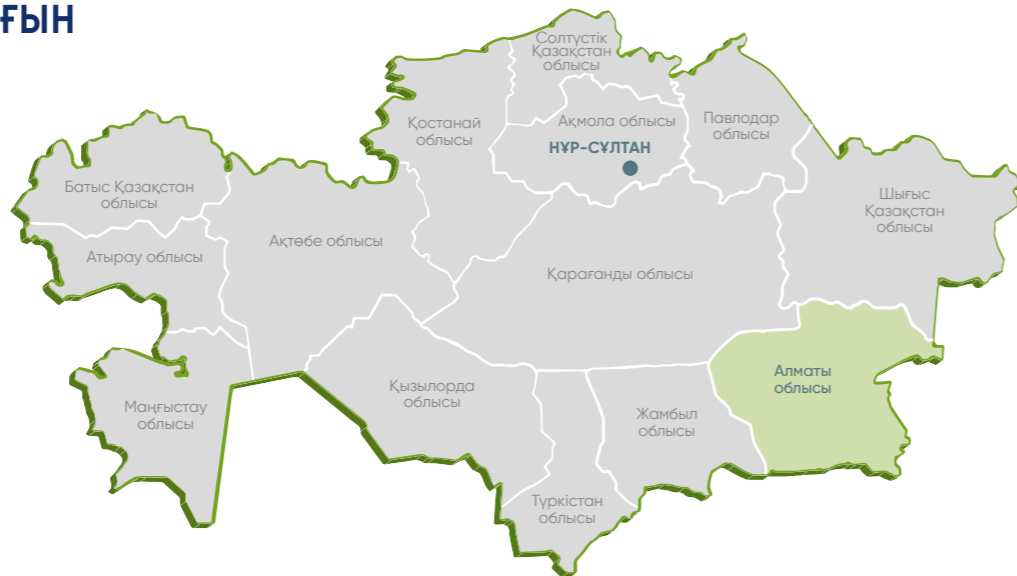 ҒЫН
Солтүстік
Қазақстан
облысы
Қостанай
облысы
Ақмола облысы
НҰР-СҰЛТАН
Павлодар
облысы
Батыс Қазақстан
облысы
Шығыс
Қазақстан
облысы
Атырау облысы
Ақтөбе облысы
Қарағанды облысы
Алматы
облысы
Маңғыстау
облысы
Қызылорда
облысы
Жамбыл
облысы
Түркістан
облысы